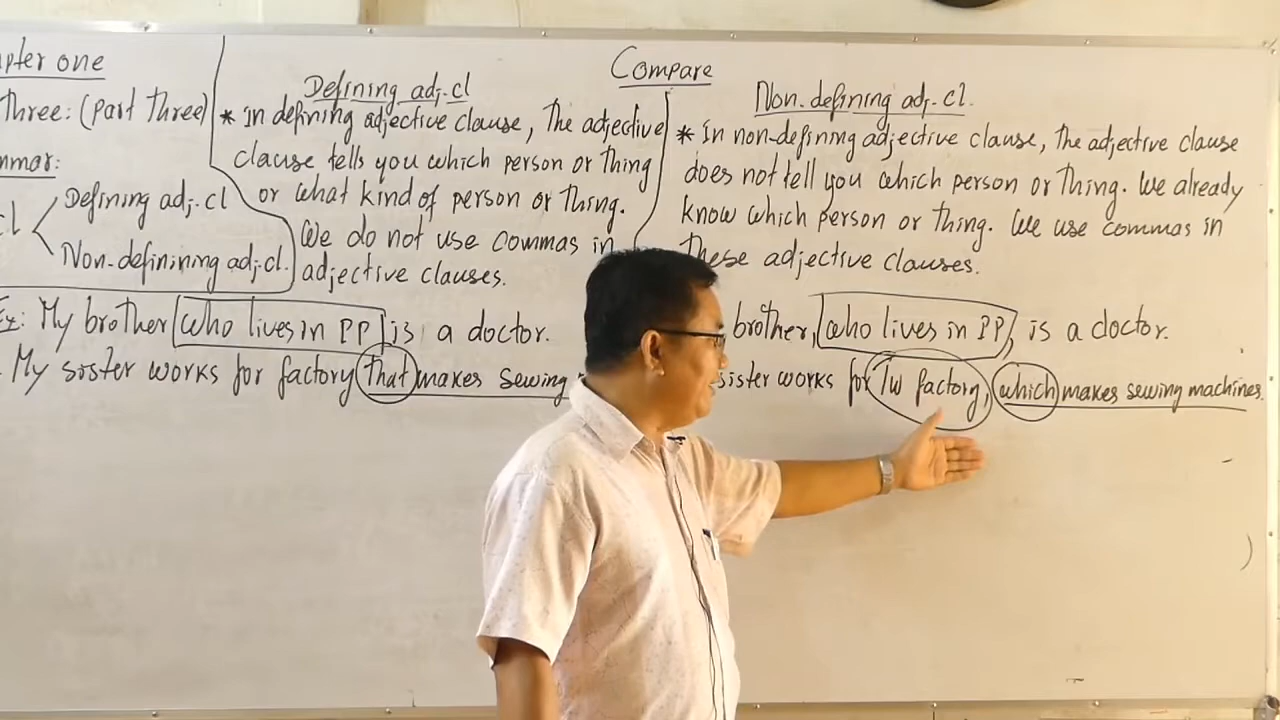 Compare
pter one
Three: (Part Three)
mmar:
cl
Defining adj. cl
Non-definining adj. cl.
Defining adj. cl
* In defining adjective clause, The adjective
clause tells you which person or Thing
or what kind of person or Thing.
We do not use commas in
adjective clauses.
Ex: My brother who lives in PP is a doctor.
My sister works for factory that makes sewing
Non-defining adj. cl.
* In non-defining adjective clause, The adjective clause
does not tell you which person or Thing. We already
know which person or Thing. We use commas in
These adjective clauses.
brother, who lives in PP, is a doctor.
sister works for Tw factory, which makes sewing machines.